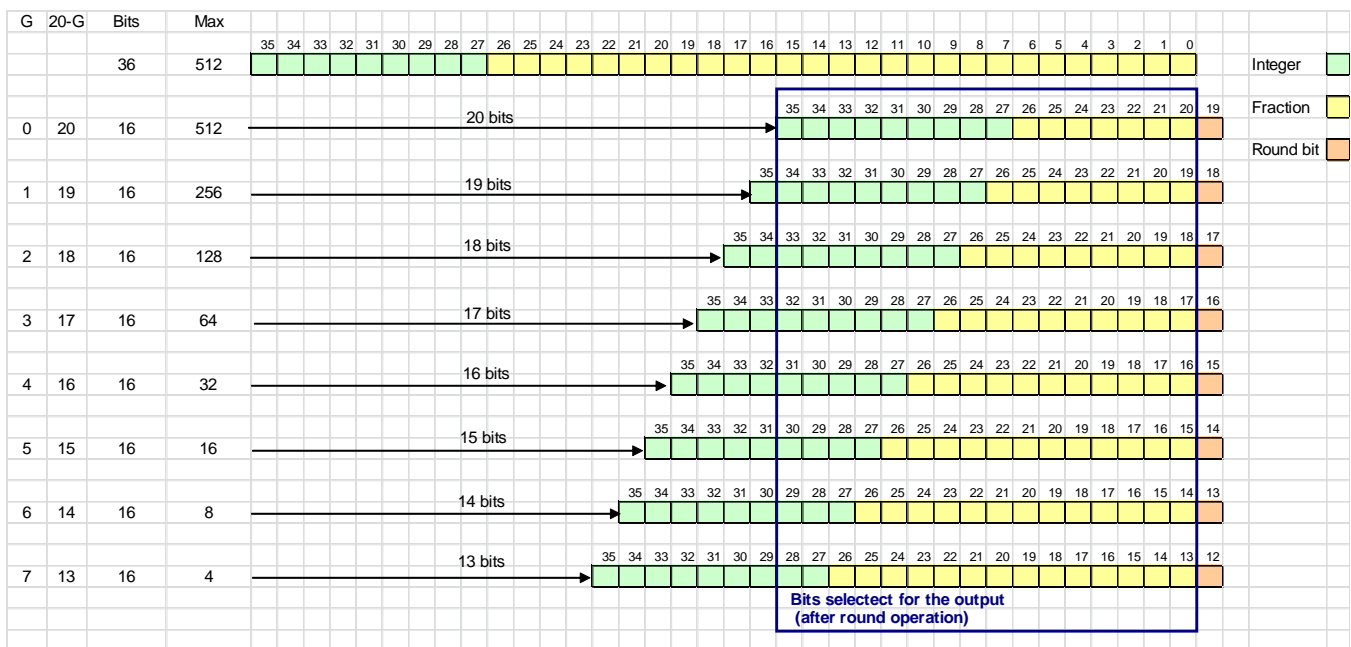 G 20-G Bits Max
35 34 33 32 31 30 29 28 27 26 25 24 23 22 21 20 19 18 17 16 15 14 13 12 11 10 9 8 7 6 5 4 3 2 1 0
36 512 Integer
35 34 33 32 31 30 29 28 27 26 25 24 23 22 21 20 19 Fraction
20 bits
0 20 16 512
Round bit
35 34 33 32 31 30 29 28 27 26 25 24 23 22 21 20 19 18
19 bits
1 19 16 256
35 34 33 32 31 30 29 28 27 26 25 24 23 22 21 20 19 18 17
18 bits
2 18 16 128
35 34 33 32 31 30 29 28 27 26 25 24 23 22 21 20 19 18 17 16
17 bits
3 17 16 64
35 34 33 32 31 30 29 28 27 26 25 24 23 22 21 20 19 18 17 16 15
16 bits
4 16 16 32
35 34 33 32 31 30 29 28 27 26 25 24 23 22 21 20 19 18 17 16 15 14
15 bits
5 15 16 16
35 34 33 32 31 30 29 28 27 26 25 24 23 22 21 20 19 18 17 16 15 14 13
14 bits
6 14 16 8
35 34 33 32 31 30 29 28 27 26 25 24 23 22 21 20 19 18 17 16 15 14 13 12
13 bits
7 13 16 4
Bits selectect for the output
(after round operation)